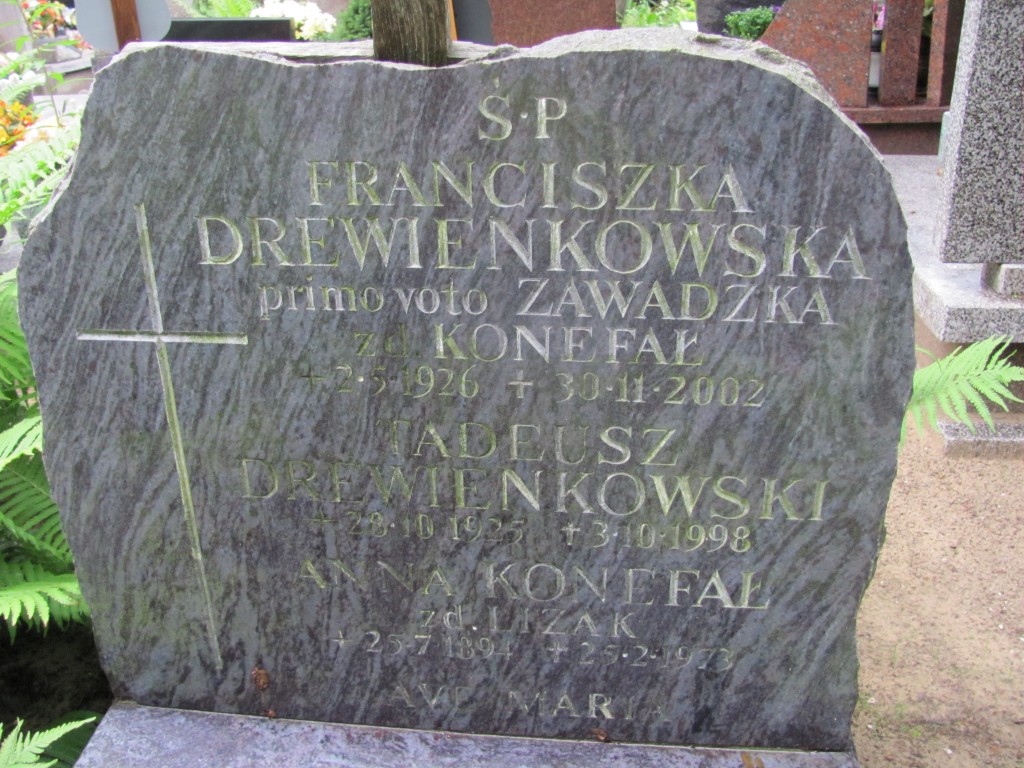 Ś·P
FRANCISZKA
DREWIENKOWSKA
primo voto ZAWADZKA
zd. KONEFAŁ
+2·5·1926 +30·11·2002
TADEUSZ
DREWIENKOWSKI
+28·10·1925 +3·10·1998
ANNA KONEFAŁ
zd. LIZAK
+25·7·1894 +25·2·1973
AVE MARIA